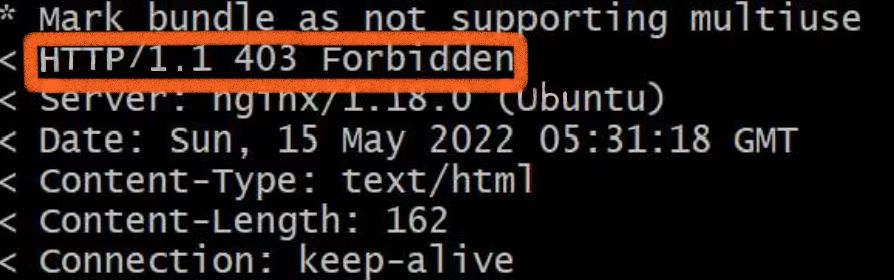 * Mark bundle as not supporting multiuse
< HTTP/1.1 403 Forbidden
< Server: nginx/1.18.0 (Ubuntu)
< Date: Sun, 15 May 2022 05:31:18 GMT
< Content-Type: text/html
< Content-Length: 162
< Connection: keep-alive